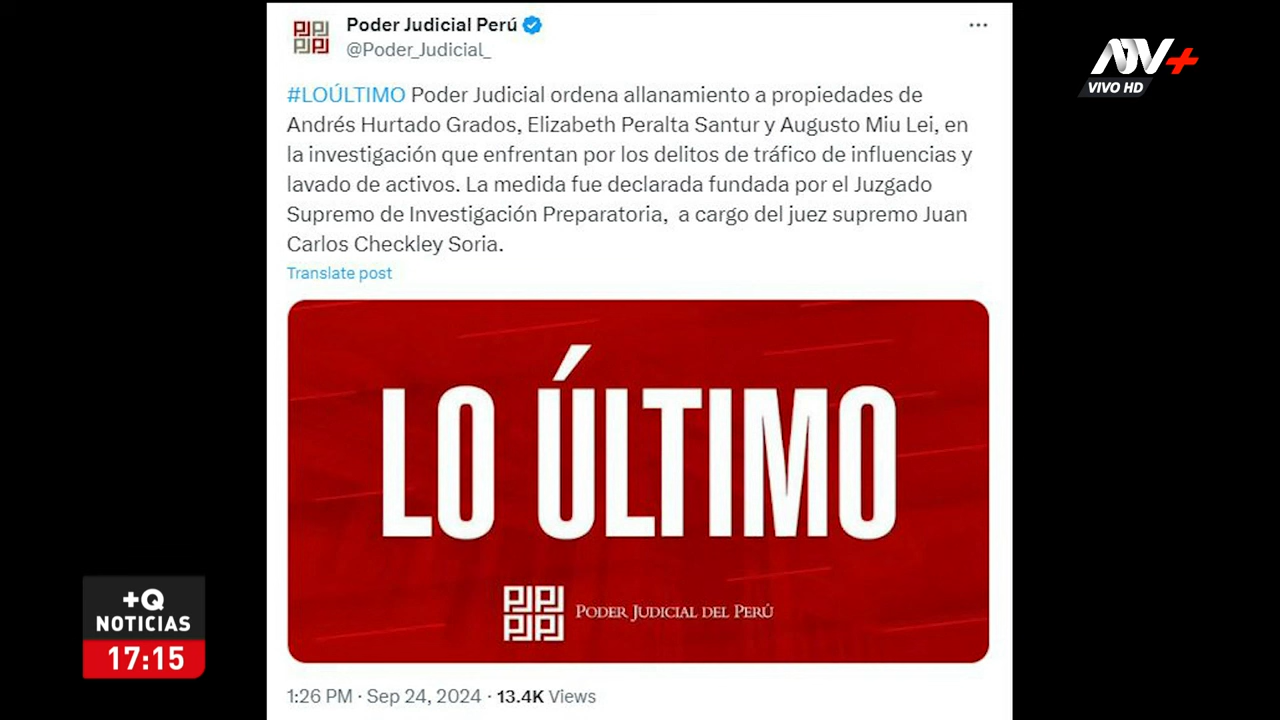 Poder Judicial Perú
@Poder_Judicial_
ATV+
VIVO HD
#LOÚLTIMO Poder Judicial ordena allanamiento a propiedades de
Andrés Hurtado Grados, Elizabeth Peralta Santur y Augusto Miu Lei, en
la investigación que enfrentan por los delitos de tráfico de influencias y
lavado de activos. La medida fue declarada fundada por el Juzgado
Supremo de Investigación Preparatoria, a cargo del juez supremo Juan
Carlos Checkley Soria.
Translate post
LO ÚLTIMO
PODER JUDICIAL DEL PERÚ
+Q
NOTICIAS
17:15
1:26 PM · Sep 24, 2024 · 13.4K Views